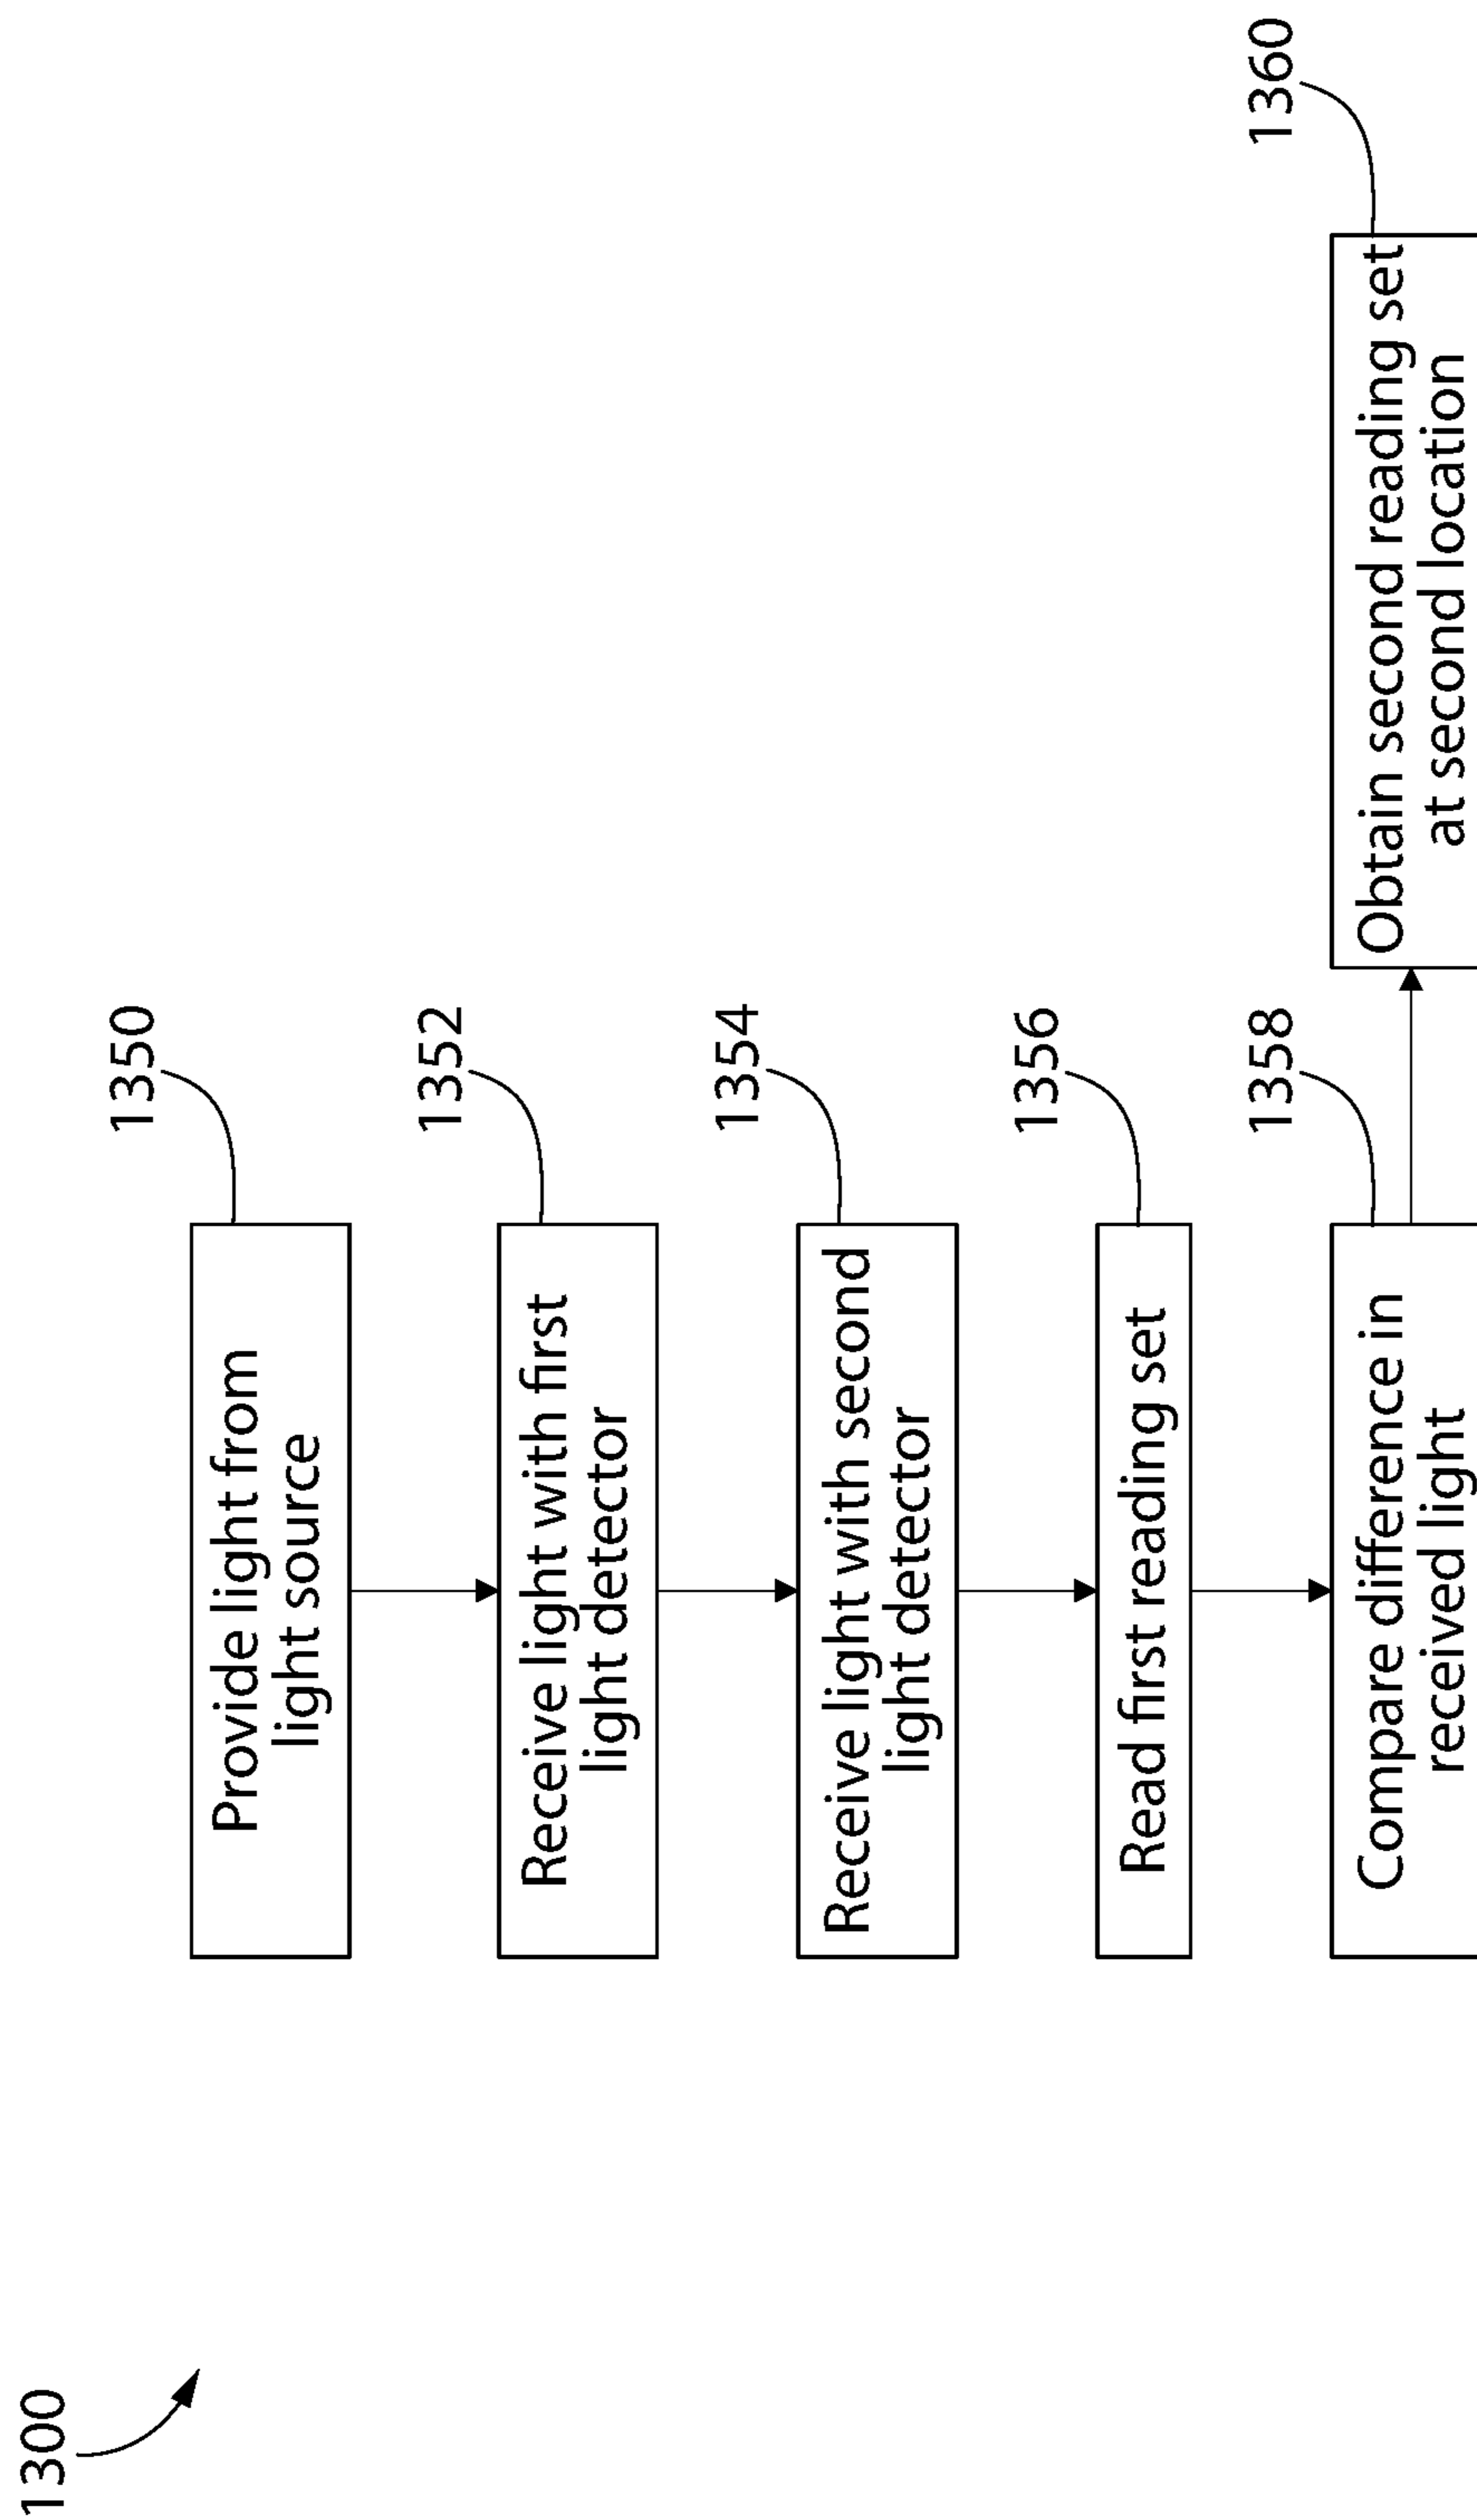 1300
1350
Provide light from
light source
1352
Receive light with first
light detector
1354
Receive light with second
light detector
1356
Read first reading set
1358
Compare difference in
received light
1360
Obtain second reading set
at second location